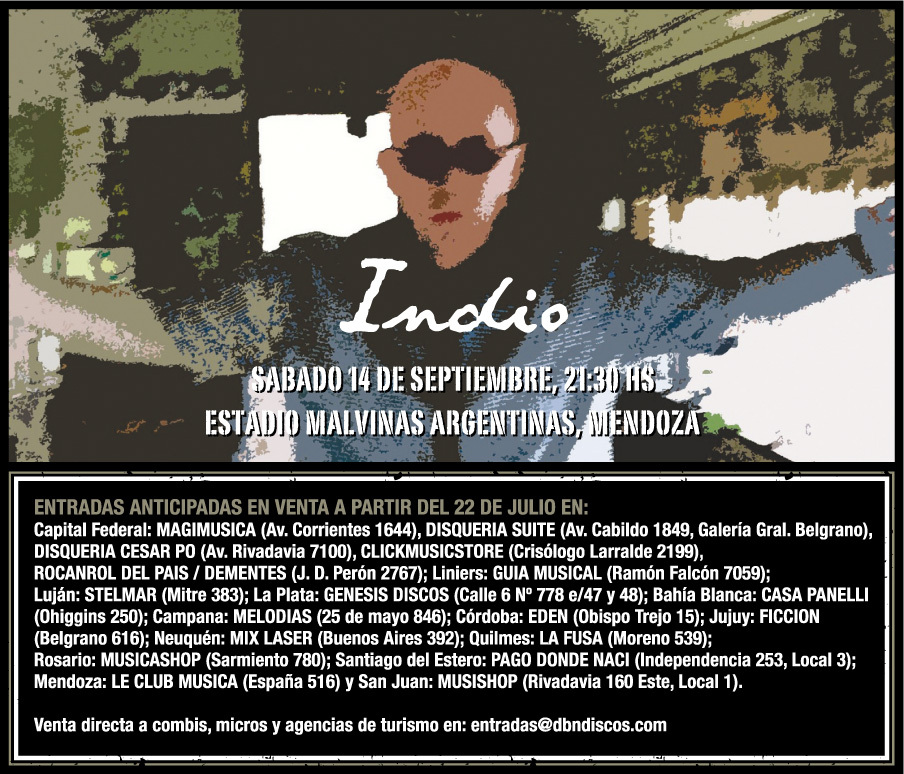 Indio
SABADO 14 DE SEPTIEMBRE, 21:30 HS
ESTADIO MALVINAS ARGENTINAS, MENDOZA
ENTRADAS ANTICIPADAS EN VENTA A PARTIR DEL 22 DE JULIO EN:
Capital Federal: MAGIMUSICA (Av. Corrientes 1644), DISQUERIA SUITE (Av. Cabildo 1849, Galería Gral. Belgrano),
DISQUERIA CESAR PO (Av. Rivadavia 7100), CLICKMUSICSTORE (Crisólogo Larralde 2199),
ROCANROL DEL PAIS / DEMENTES (J. D. Perón 2767); Liniers: GUIA MUSICAL (Ramón Falcón 7059);
Luján: STELMAR (Mitre 383); La Plata: GENESIS DISCOS (Calle 6 Nº 778 e/47 y 48); Bahía Blanca: CASA PANELLI
(Ohiggins 250); Campana: MELODIAS (25 de mayo 846); Córdoba: EDEN (Obispo Trejo 15); Jujuy: FICCION
(Belgrano 616); Neuquén: MIX LASER (Buenos Aires 392); Quilmes: LA FUSA (Moreno 539);
Rosario: MUSICASHOP (Sarmiento 780); Santiago del Estero: PAGO DONDE NACI (Independencia 253, Local 3);
Mendoza: LE CLUB MUSICA (España 516) y San Juan: MUSISHOP (Rivadavia 160 Este, Local 1).
Venta directa a combis, micros y agencias de turismo en: entradas@dbndiscos.com